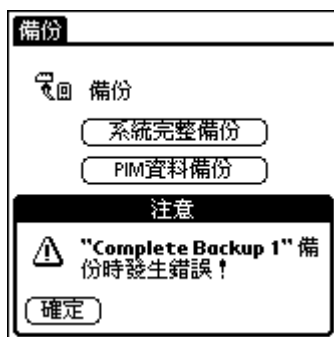 備份
備份
系統完整備份
PIM資料備份
注意
"Complete Backup 1" 備
份時發生錯誤！
確定